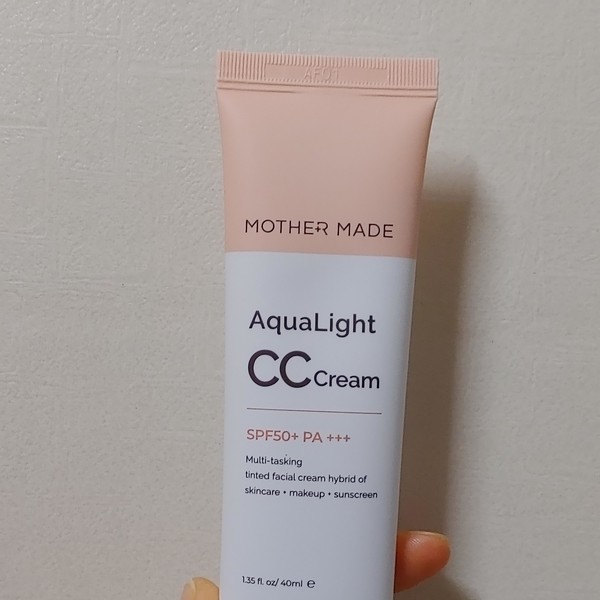 MOTHER MADE
AquaLight
CC Cream
SPF50+ PA +++
Multi-tasking
tinted facial cream hybrid of
skincare + makeup + sunscreen
1.35 fl. oz/ 40ml ℮